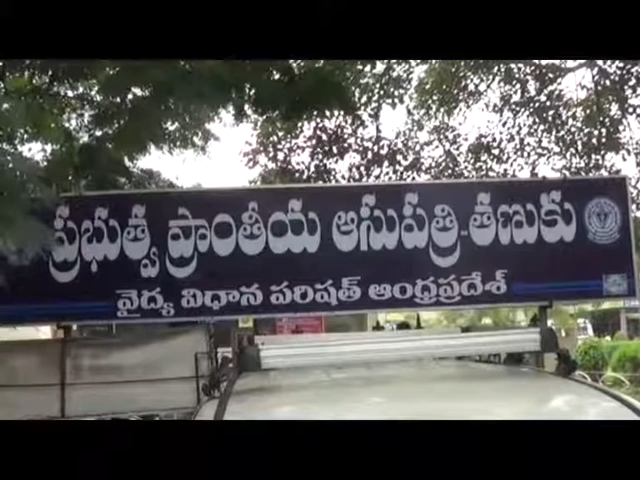 ప్రభుత్వ ప్రాంతీయ ఆసుపత్రి-తణుకు
వైద్య విధాన పరిషత్ ఆంధ్రప్రదేశ్